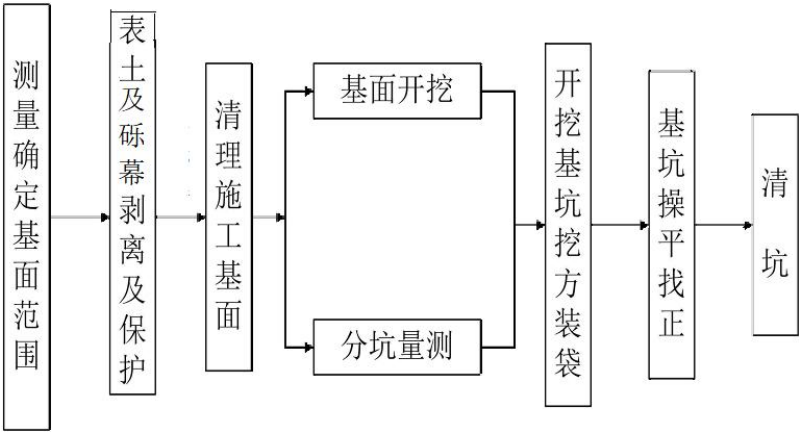 测量确定基面范围
表土及砾幕剥离及保护
清理施工基面
基面开挖
分坑量测
开挖基坑挖方装袋
基坑操平找正
清坑